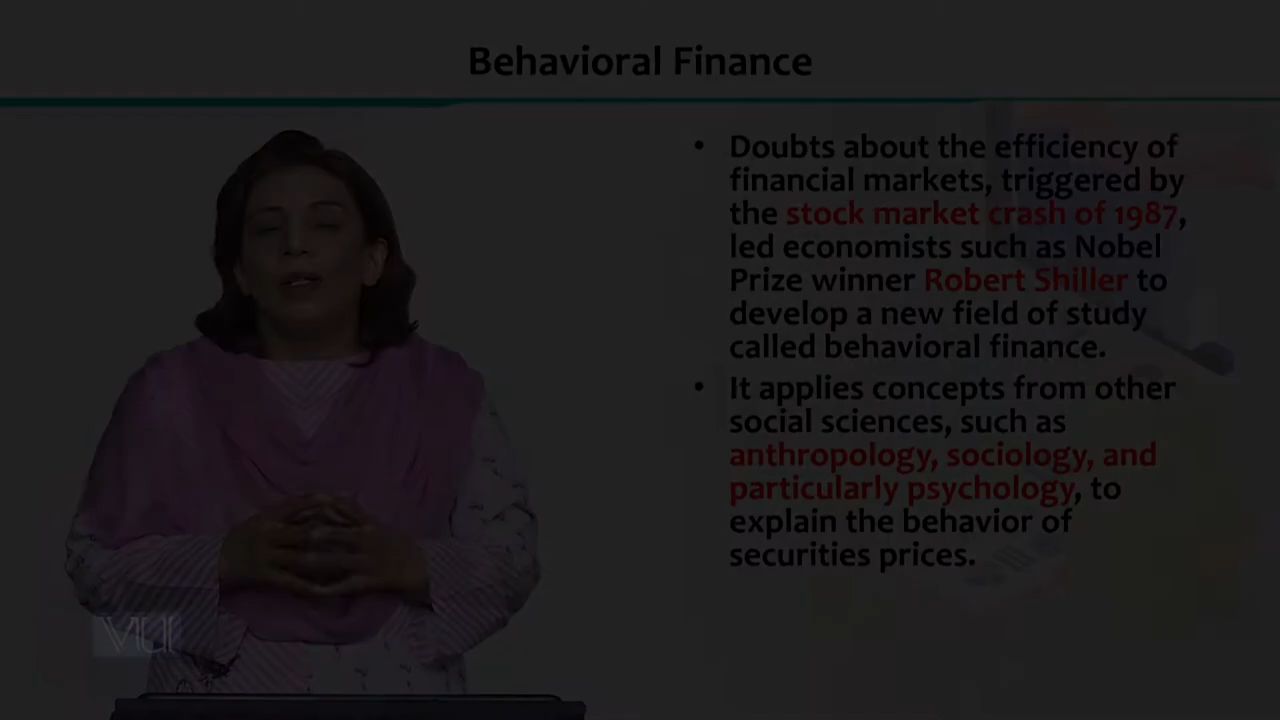 Behavioral Finance
• Doubts about the efficiency of
financial markets, triggered by
the stock market crash of 1987,
led economists such as Nobel
Prize winner Robert Shiller to
develop a new field of study
called behavioral finance.
• It applies concepts from other
social sciences, such as
anthropology, sociology, and
particularly psychology, to
explain the behavior of
securities prices.
VU